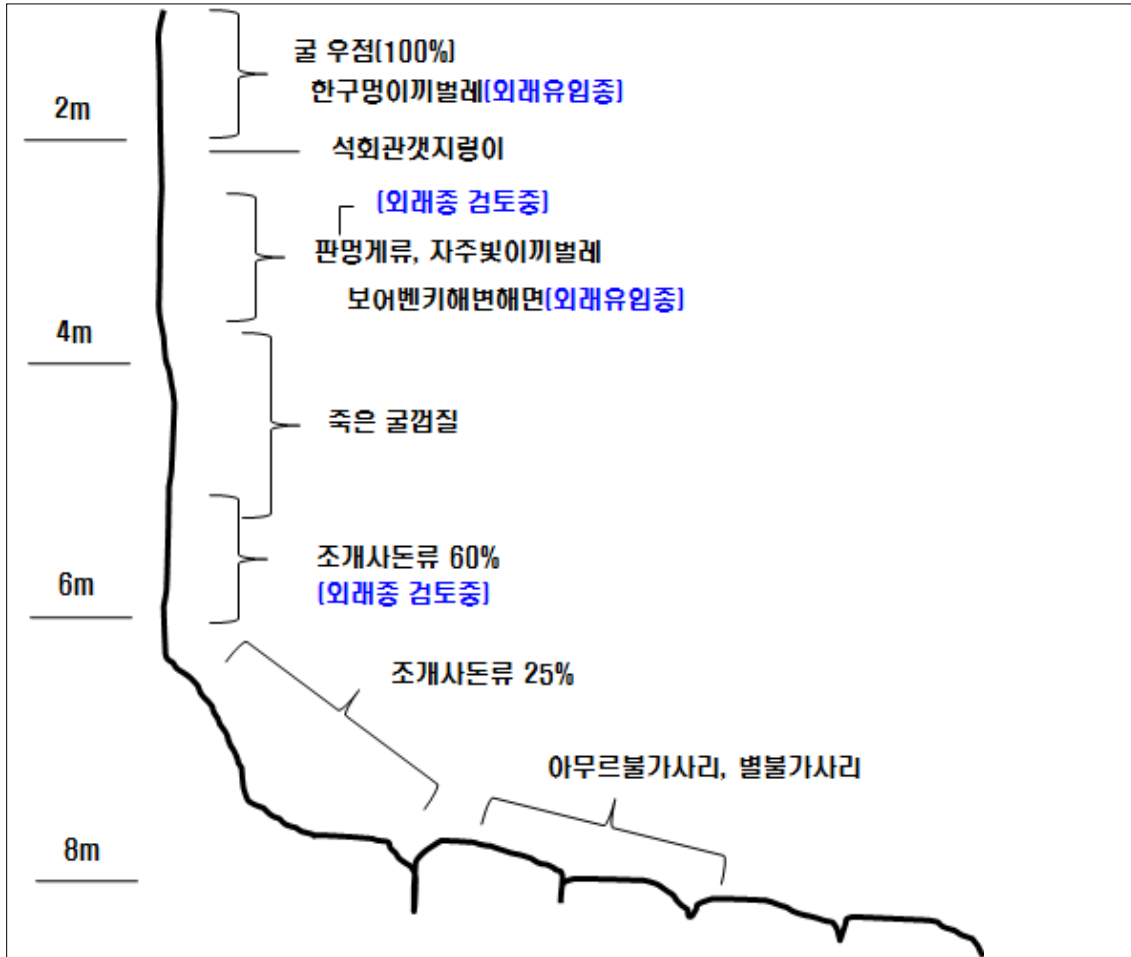 굴 우점(100%)
한구멍이끼벌레(외래유입종)
2m
석회관갯지렁이
(외래종 검토중)
판멍게류, 자주빛이끼벌레
보어벤키해변해면(외래유입종)
4m
죽은 굴껍질
조개사돈류 60%
(외래종 검토중)
6m
조개사돈류 25%
아무르불가사리, 별불가사리
8m